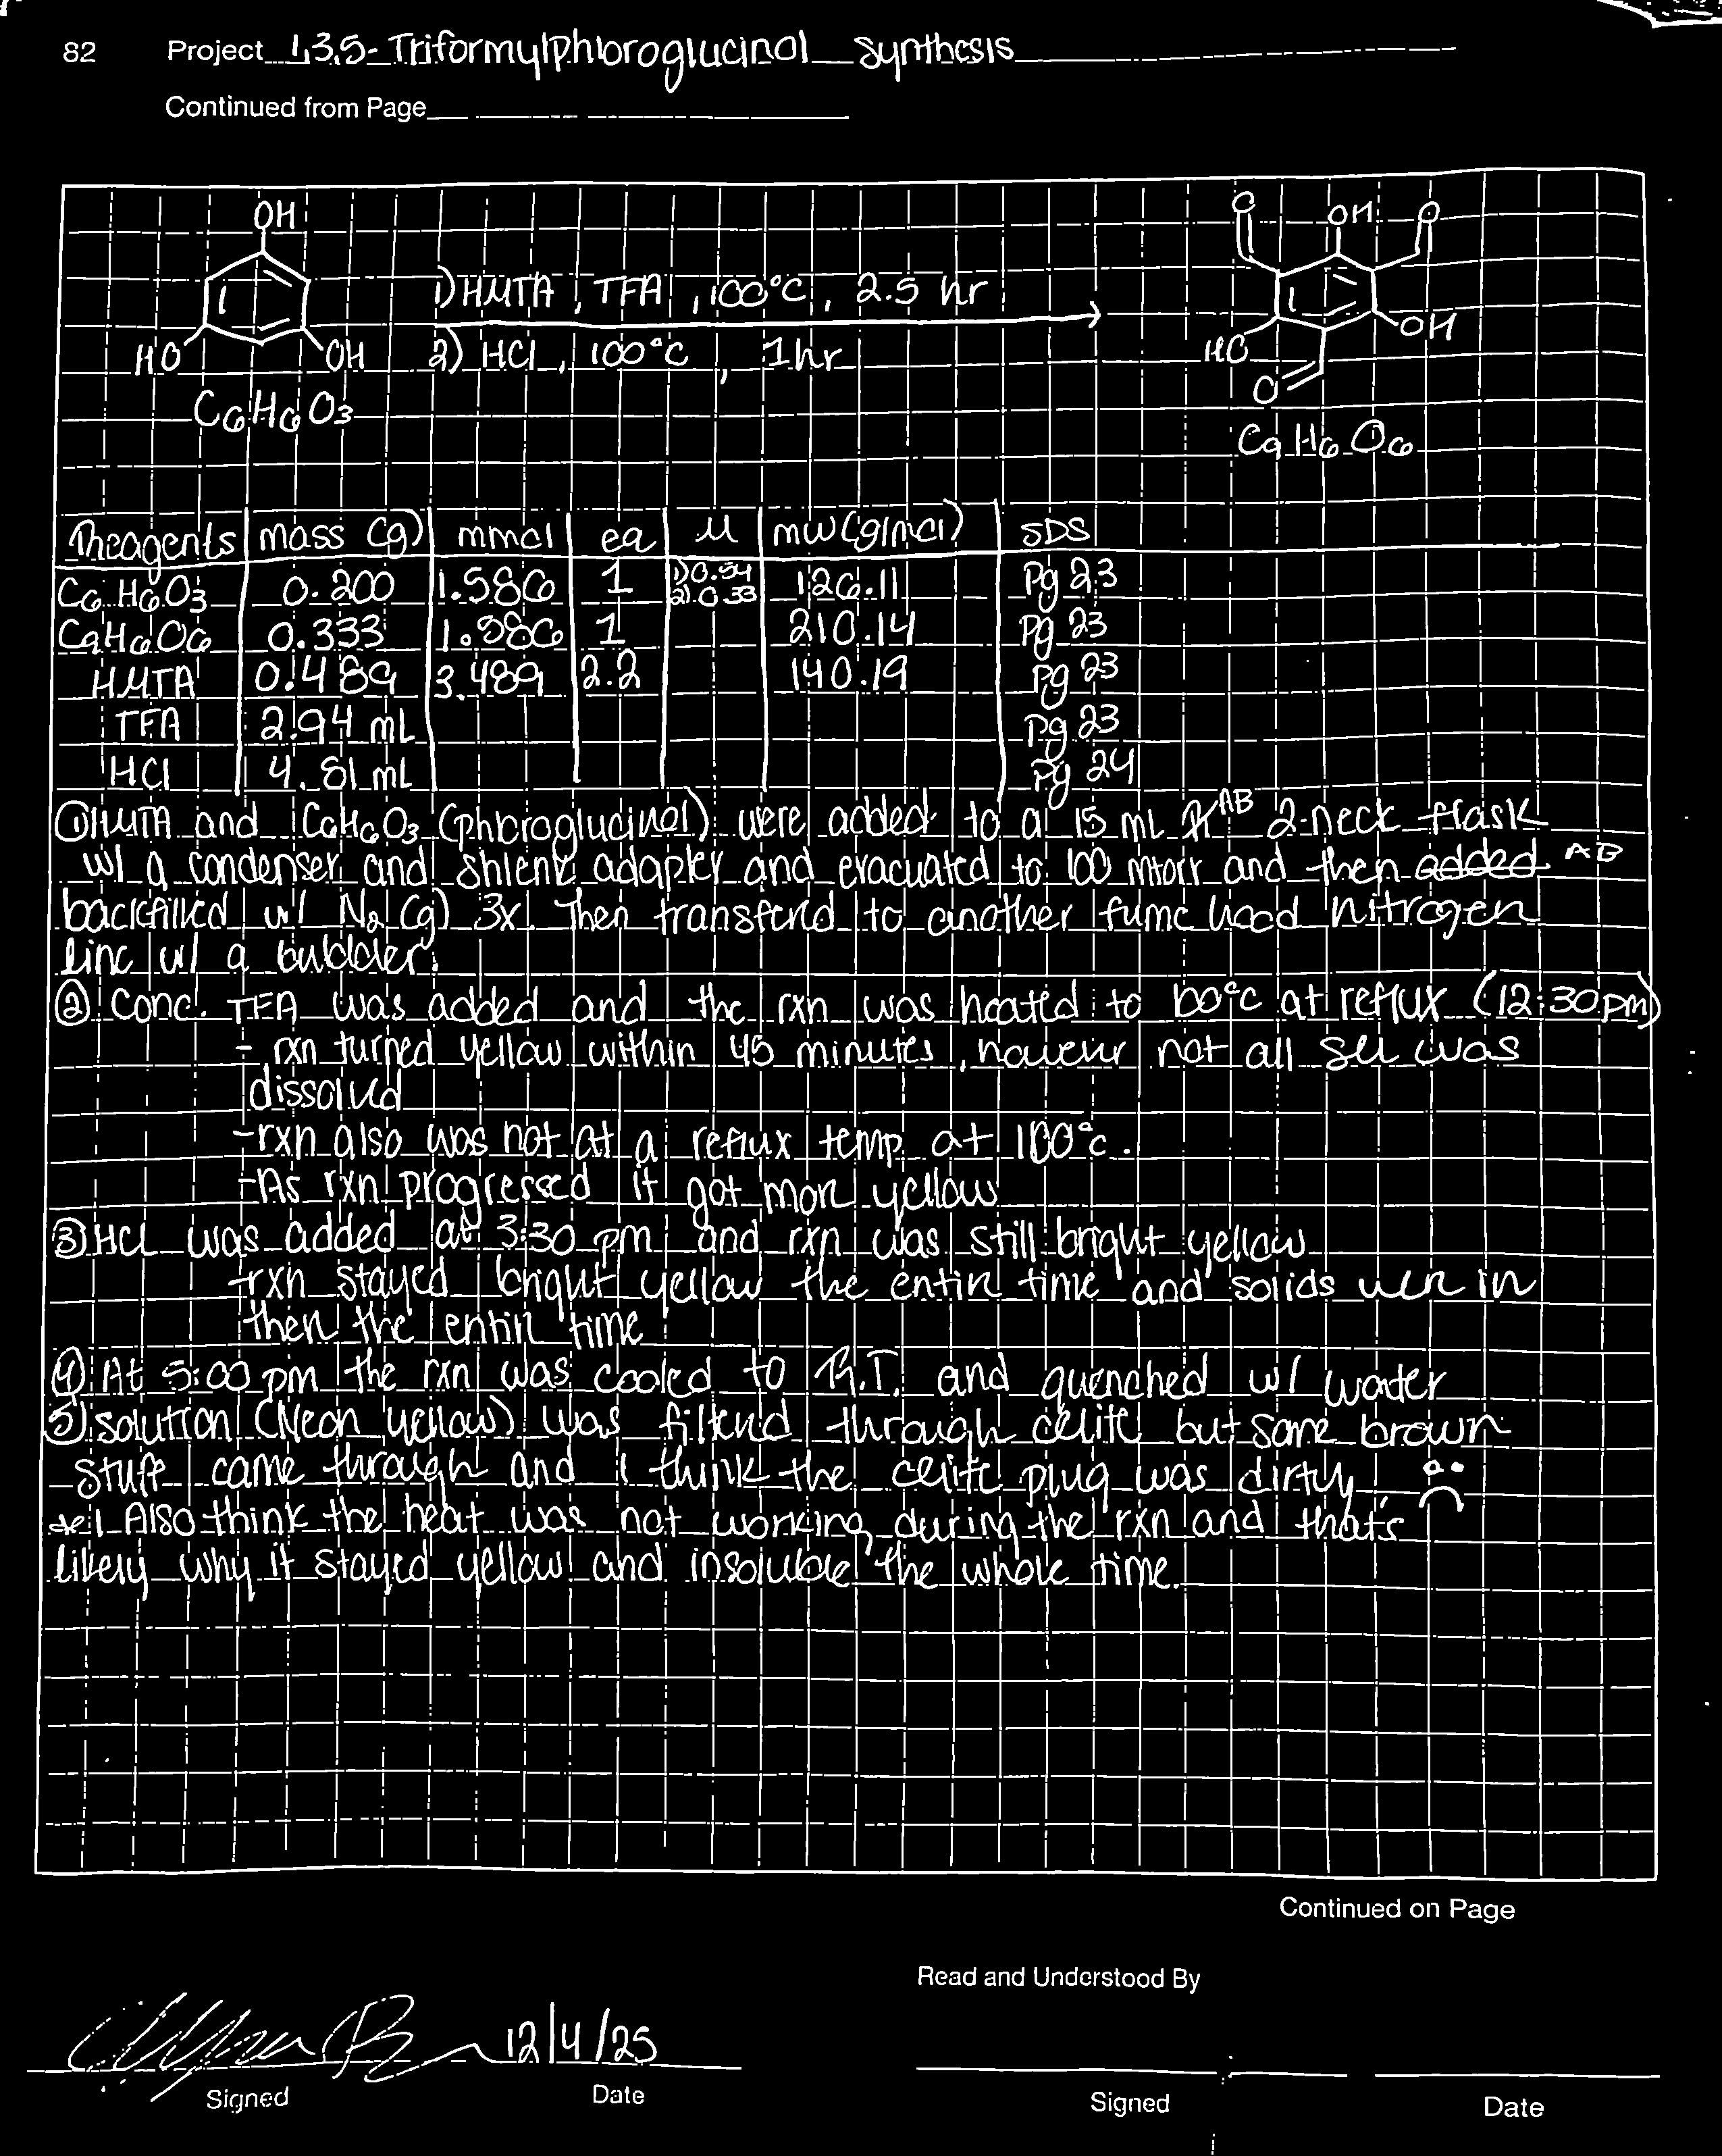 82 Project 1,3,5-Triformylphloroglucinol Synthesis
Continued from Page
OH
HO OH
C6H6O3
1) HMTA, TFA, 100°C, 2.5 hr
2) HCl, 100°C, 1hr
O OH O
HO OH
O
C9H6O6
Reagents mass (g) mmol eq M mw (g/mol) SDS
C6H6O3 0.200 1.586 1 1) 0.54 2) 0.33 126.11 Pg 23
C9H6O6 0.333 1.586 1 210.14 Pg 23
HMTA 0.489 3.489 2.2 140.19 Pg 23
TFA 2.94 mL Pg 23
HCl 4.81 mL Pg 24
① HMTA and C6H6O3 (phloroglucinol) were added to a 15 mL AB 2-neck flask
w/ a condenser and shlenk adapter and evacuated to 100 mtorr and then added AB
backfilled w/ N2 (g) 3x. Then transferred to another fume hood nitrogen
line w/ a bubbler.
② Conc. TFA was added and the rxn was heated to 100°C at reflux (12:30pm)
- rxn turned yellow within 45 minutes, however not all SM was
dissolved
- rxn also was not at a reflux temp at 100°C.
- As rxn progressed it got more yellow
③ HCl was added at 3:30 pm and rxn was still bright yellow
- rxn stayed bright yellow the entire time and solids were in
then the entire time
④ At 5:00 pm the rxn was cooled to R.T. and quenched w/ water
⑤ solution (Neon yellow) was filtered through celite but some brown
stuff came through and I think the celite plug was dirty
I Also think the heat was not working during the rxn and that's
likely why it stayed yellow and insoluble the whole time.
Continued on Page
Read and Understood By
12/4/25
Signed Date Signed Date